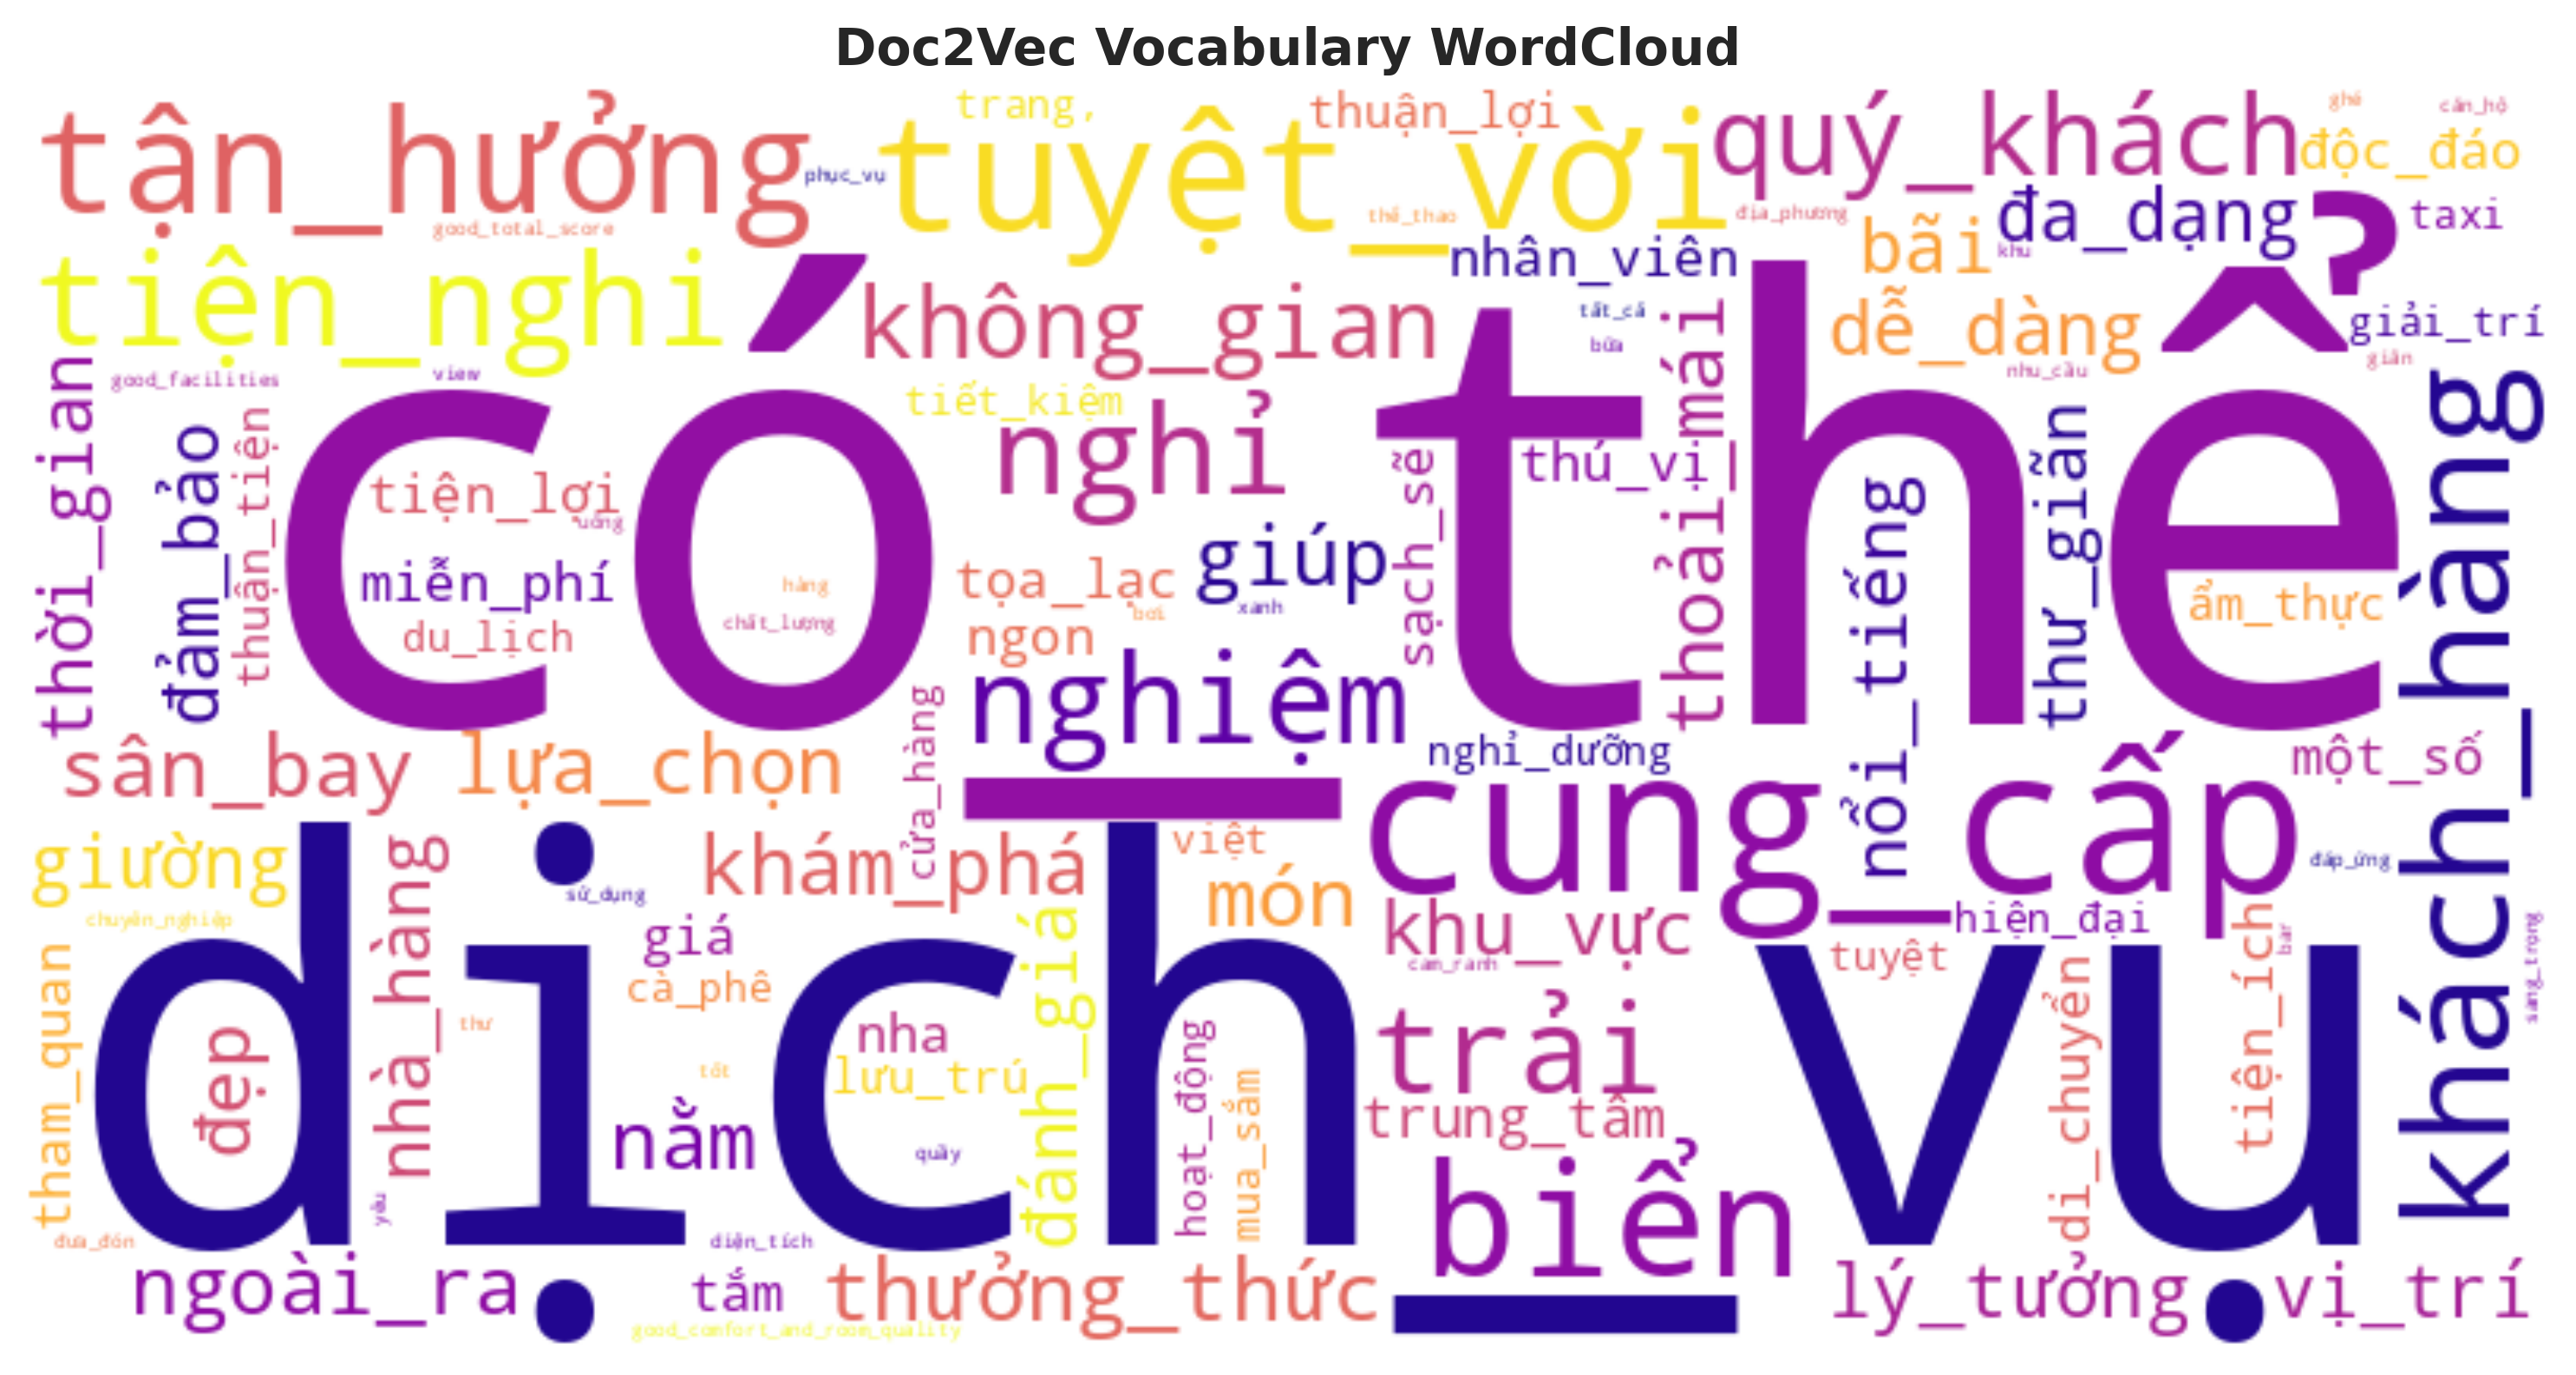 Doc2Vec Vocabulary WordCloud
tận_hưởng
phục_vụ
good_total_score
trang,
tuyệt_vời
thuận_lợi
thể_thao
quý_khách
địa_phương
ghé
căn_hộ
độc_đáo
đa_dạng
taxi
bãi
khu
nhân_viên
tiện_nghi
không_gian
tất_cả
bữa
dễ_dàng
giải_trí
nhu_cầu
giãn
good_facilities
view
tiết_kiệm
có_thể
thời_gian
đảm_bảo
thuận_tiện
tiện_lợi
uống
miễn_phí
du_lịch
hàng
chất_lượng
nghỉ
tọa_lạc
bơi
xanh
giúp
ngon
sạch_sẽ
thú_vị
thoải_mái
nổi_tiếng
thư_giãn
ẩm_thực
khách_hàng
nghiệm
nghỉ_dưỡng
sân_bay
lựa_chọn
cửa_hàng
cung_cấp
một_số
giường
chuyên_nghiệp
nhà_hàng
sử_dụng
khám_phá
việt
món
đáp_ứng
khu_vực
cam_ranh
hiện_đại
tuyệt
dịch_vụ
tham_quan
đẹp
thư
giá
cà_phê
tốt
nha
lưu_trú
nằm
quầy
đánh_giá
hoạt_động
mua_sắm
trải
trung_tâm
di_chuyển
tiện_ích
bar
sang_trọng
yêu
đưa_đón
diện_tích
biển
ngoài_ra
tắm
thưởng_thức
lý_tưởng
vị_trí
good_comfort_and_room_quality